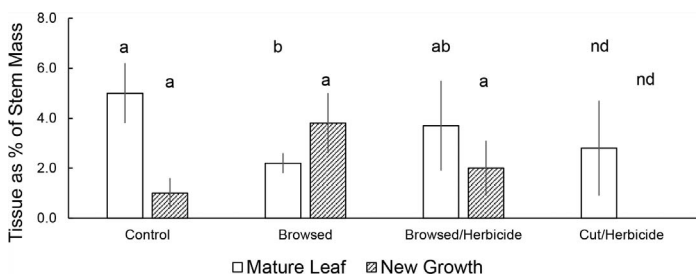 Tissue as % of Stem Mass
8.0
6.0
4.0
2.0
0.0
a
a
b
a
ab
a
nd
nd
Control
Browsed
Browsed/Herbicide
Cut/Herbicide
Mature Leaf
New Growth